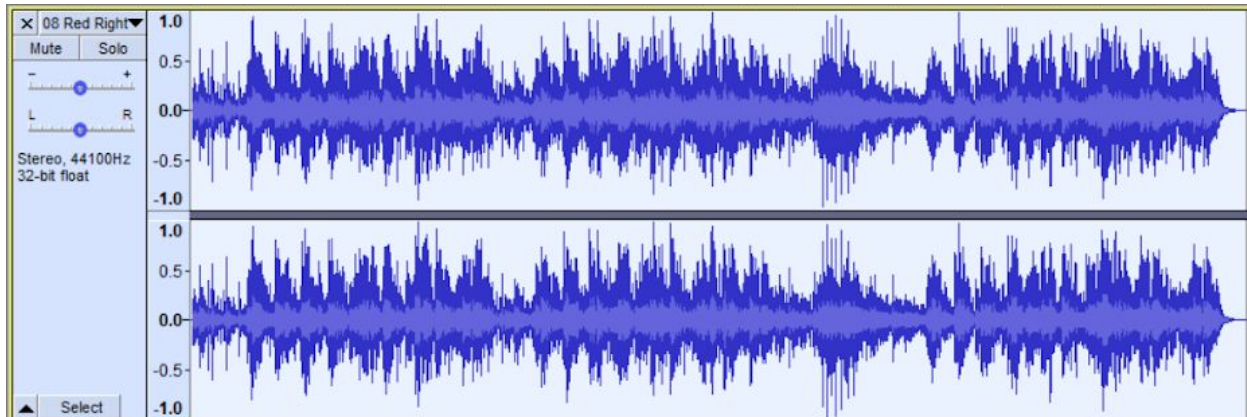 × 08 Red Right▼
Mute Solo
- +
L R
Stereo, 44100Hz
32-bit float
Select
1.0
0.5-
0.0-
-0.5-
-1.0
1.0
0.5-
0.0-
-0.5-
-1.0